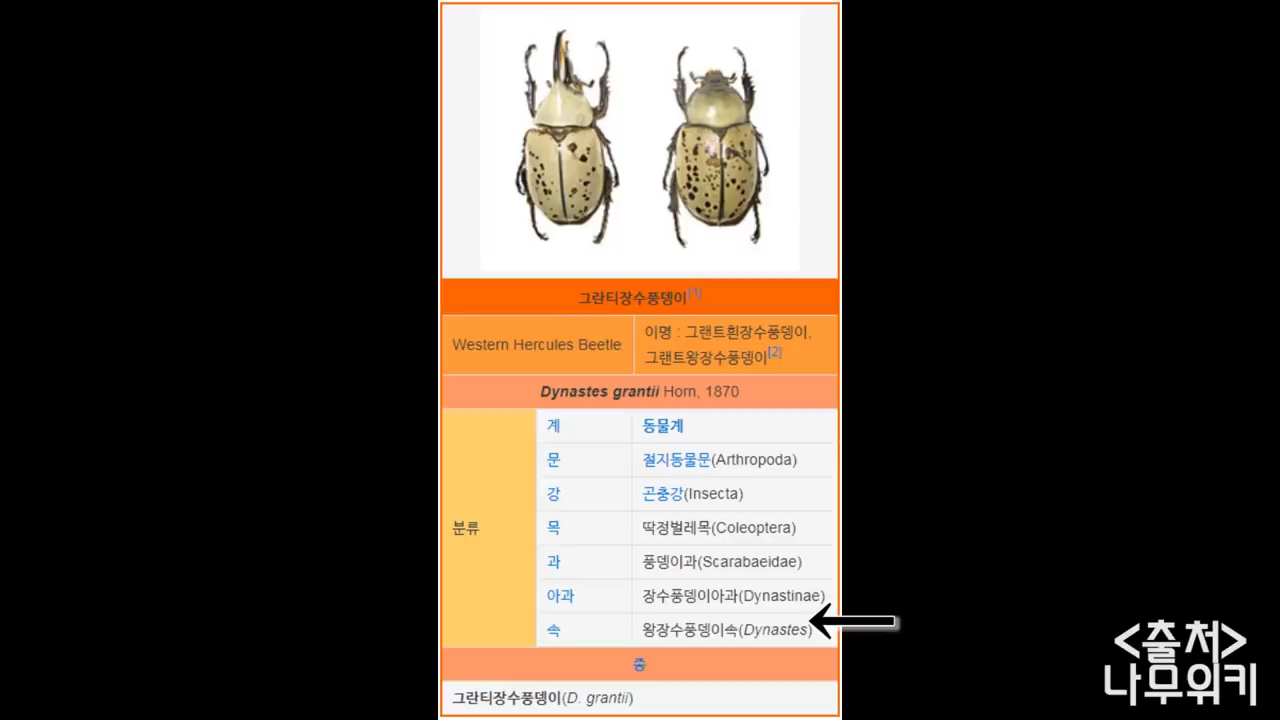 그란티장수풍뎅이[1]
Western Hercules Beetle
이명 : 그랜트흰장수풍뎅이,
그랜트왕장수풍뎅이[2]
Dynastes grantii Horn, 1870
분류
계 동물계
문 절지동물문(Arthropoda)
강 곤충강(Insecta)
목 딱정벌레목(Coleoptera)
과 풍뎅이과(Scarabaeidae)
아과 장수풍뎅이아과(Dynastinae)
속 왕장수풍뎅이속(Dynastes)
종
그란티장수풍뎅이(D. grantii)
<출처>
나무위키